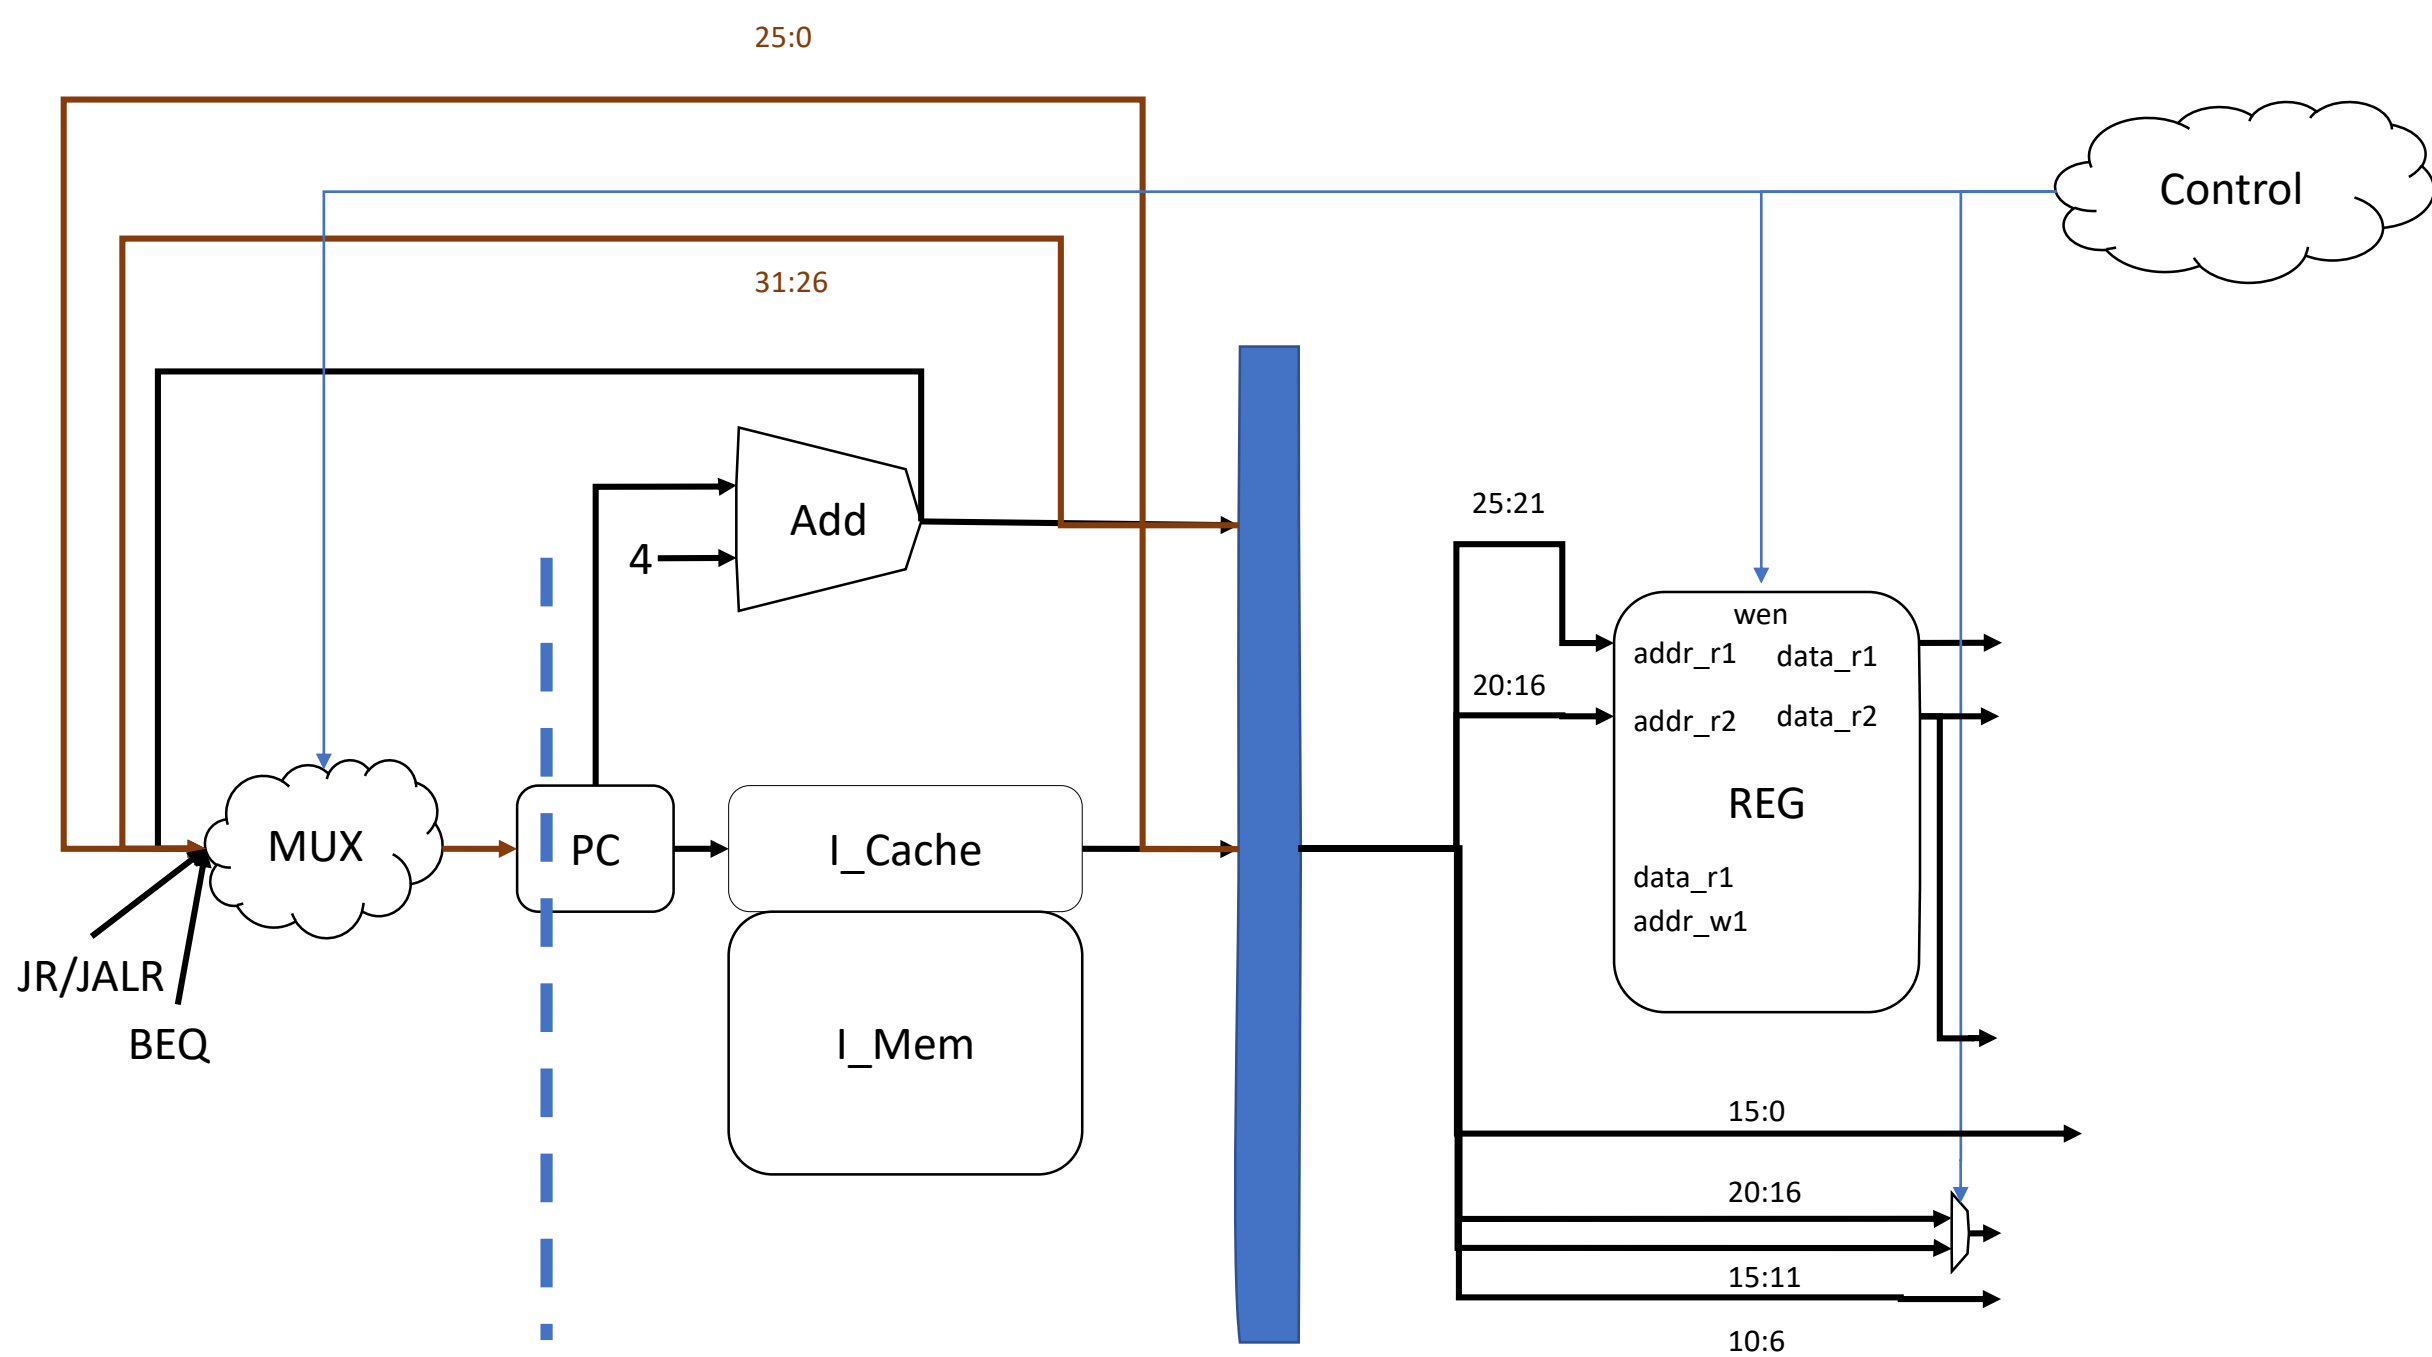 25:0
Control
31:26
25:21
Add
4
wen
addr_r1
data_r1
20:16
addr_r2
data_r2
REG
MUX
PC
I_Cache
data_r1
addr_w1
JR/JALR
BEQ
I_Mem
15:0
20:16
15:11
10:6